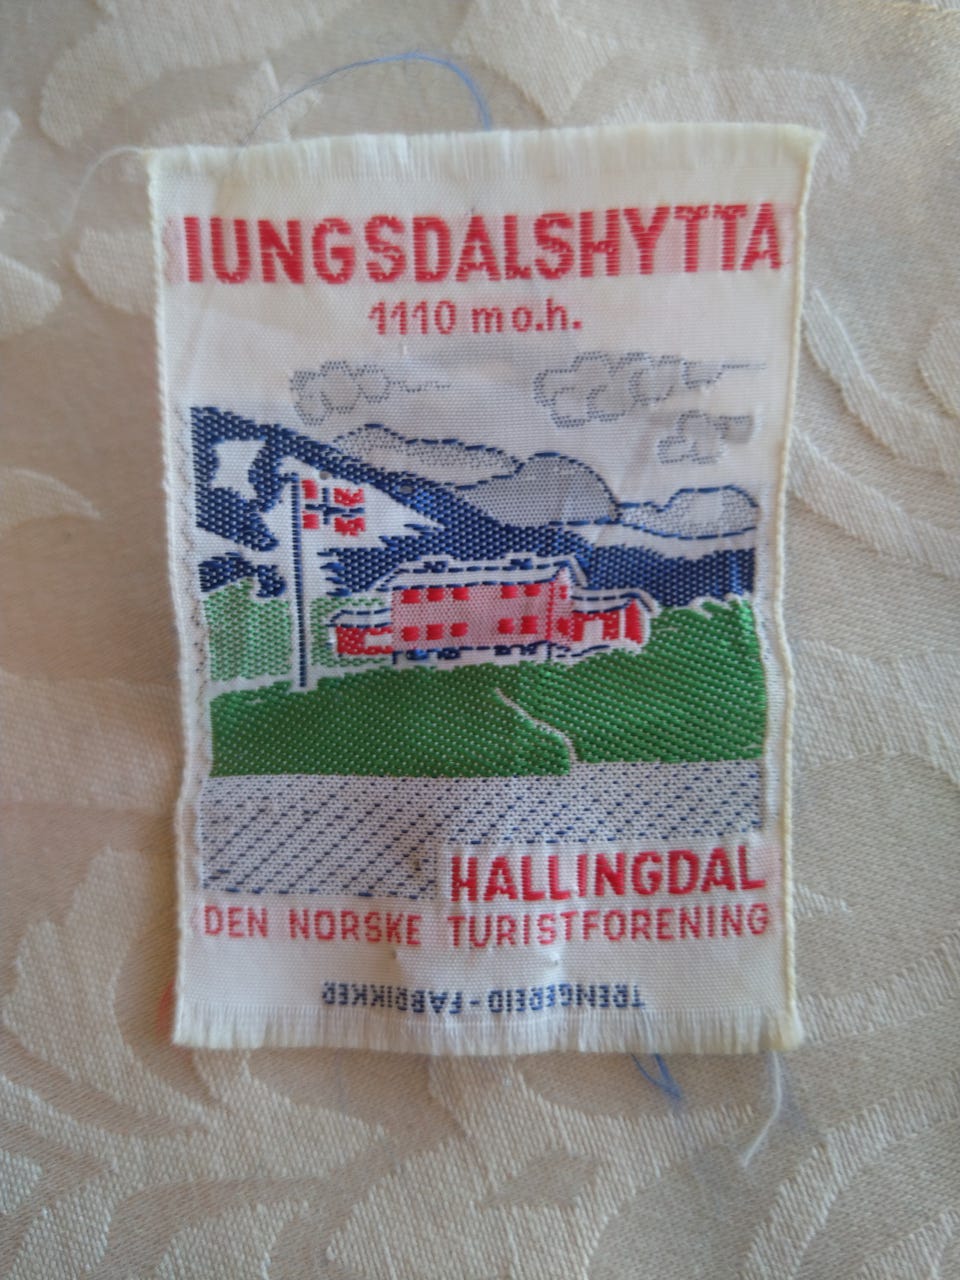 IUNGSDALSHYTTA
1110 m o.h.
HALLINGDAL
DEN NORSKE TURISTFORENING
TRENGEREID-FABRIKKER